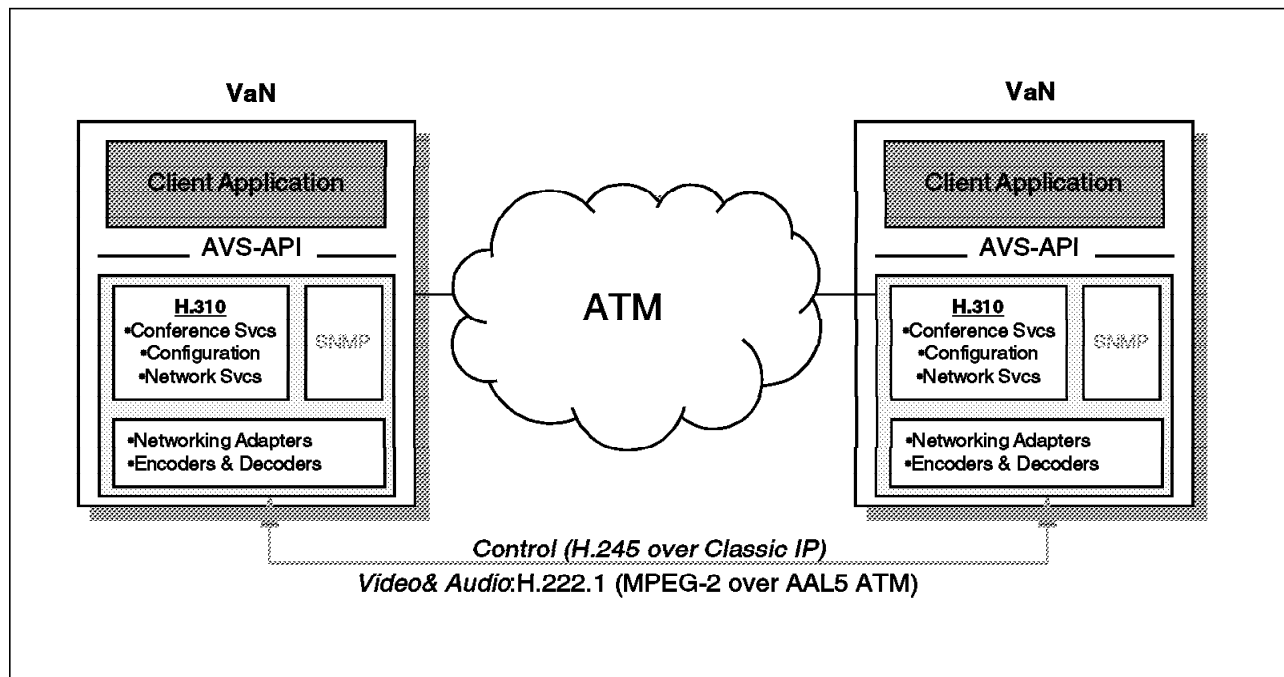 VaN
Client Application
AVS-API
H.310
•Conference Svcs
•Configuration
•Network Svcs
SNMP
•Networking Adapters
•Encoders & Decoders
ATM
VaN
Client Application
AVS-API
H.310
•Conference Svcs
•Configuration
•Network Svcs
SNMP
•Networking Adapters
•Encoders & Decoders
Control (H.245 over Classic IP)
Video& Audio:H.222.1 (MPEG-2 over AAL5 ATM)